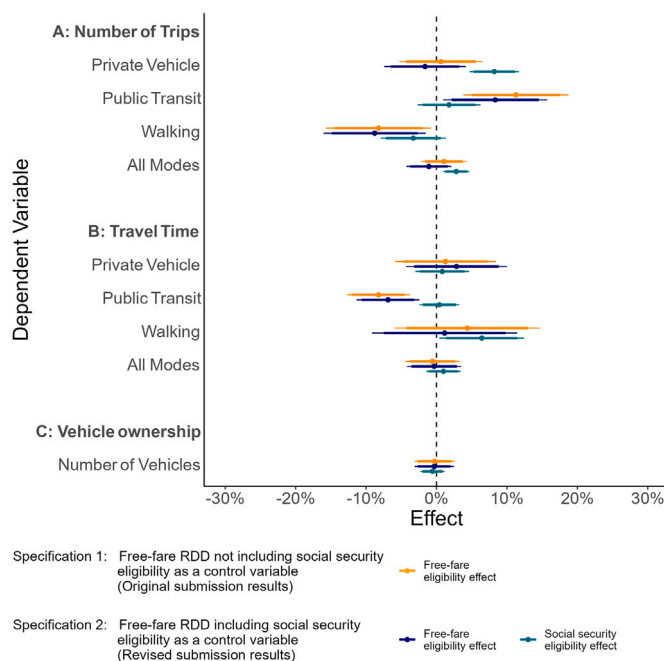 A: Number of Trips
Private Vehicle
Public Transit
Walking
All Modes
B: Travel Time
Private Vehicle
Public Transit
Walking
All Modes
C: Vehicle ownership
Number of Vehicles
Dependent Variable
-30% -20% -10% 0% 10% 20% 30%
Effect
Specification 1: Free-fare RDD not including social security
eligibility as a control variable
(Original submission results)
Free-fare
eligibility effect
Specification 2: Free-fare RDD including social security
eligibility as a control variable
(Revised submission results)
Free-fare
eligibility effect
Social security
eligibility effect